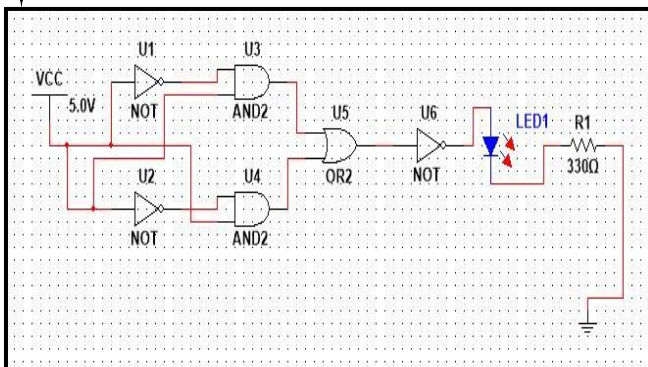 U1
U3
VCC
5.0V
NOT
AND2
U5
U6
LED1
R1
U2
U4
OR2
NOT
330Ω
NOT
AND2